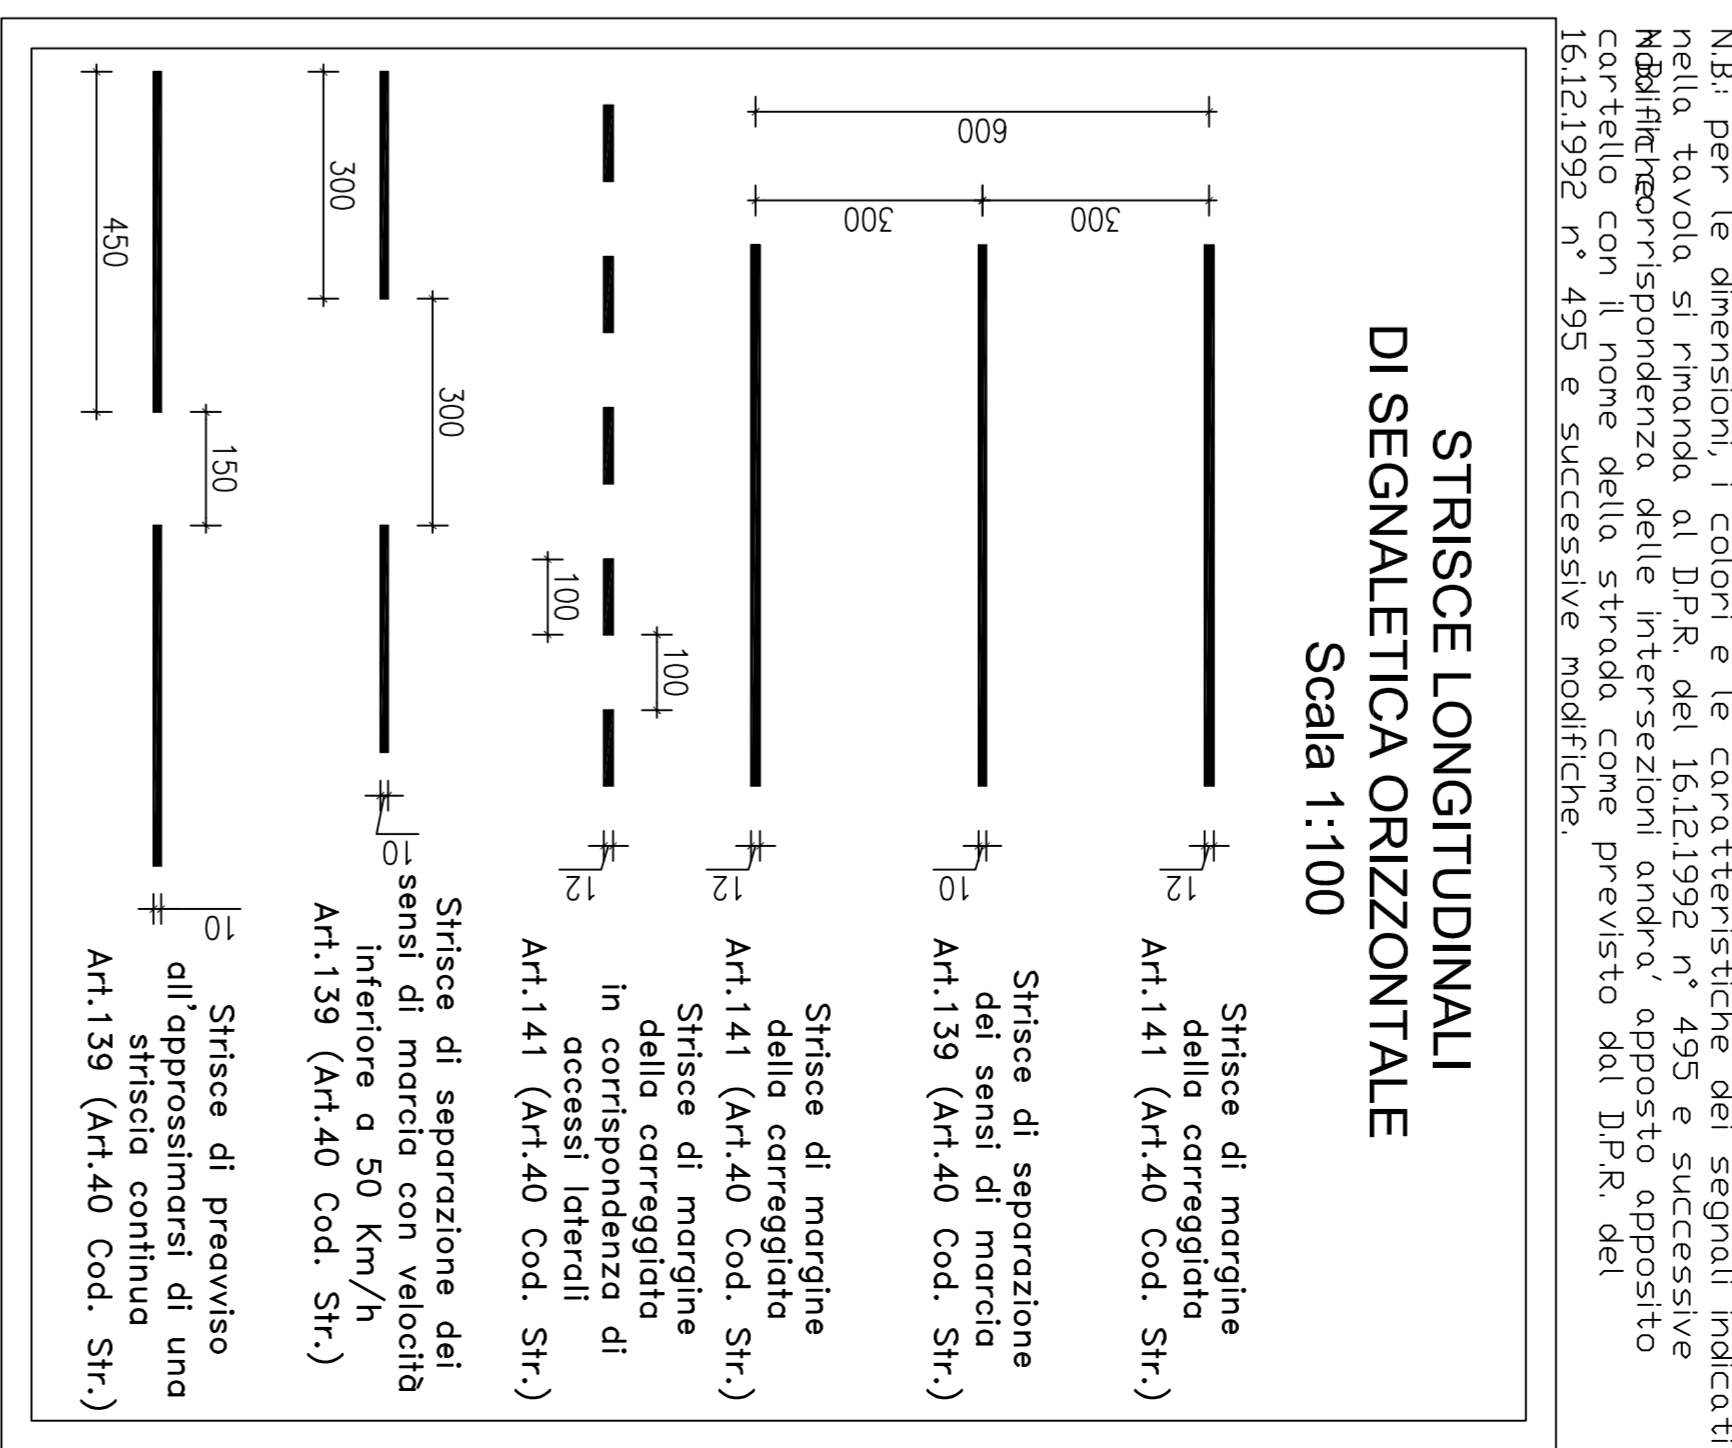 N.B.: per le dimensioni, i colori e le caratteristiche dei segnali indicati
nella tavola si rimanda al D.P.R. del 16.12.1992 n° 495 e successive
modifiche.
N.B.: in corrispondenza delle intersezioni andra' apposto apposito
cartello con il nome della strada come previsto dal D.P.R. del
16.12.1992 n° 495 e successive modifiche.
STRISCE LONGITUDINALI
DI SEGNALETICA ORIZZONTALE
Scala 1:100
600
300
300
12
Strisce di margine
della carreggiata
Art.141 (Art.40 Cod. Str.)
10
Strisce di separazione
dei sensi di marcia
Art.139 (Art.40 Cod. Str.)
12
Strisce di margine
della carreggiata
Art.141 (Art.40 Cod. Str.)
100
100
12
Strisce di margine
della carreggiata
in corrispondenza di
accessi laterali
Art.141 (Art.40 Cod. Str.)
300
300
10
Strisce di separazione dei
sensi di marcia con velocità
inferiore a 50 Km/h
Art.139 (Art.40 Cod. Str.)
150
450
10
Strisce di preavviso
all'approssimarsi di una
striscia continua
Art.139 (Art.40 Cod. Str.)